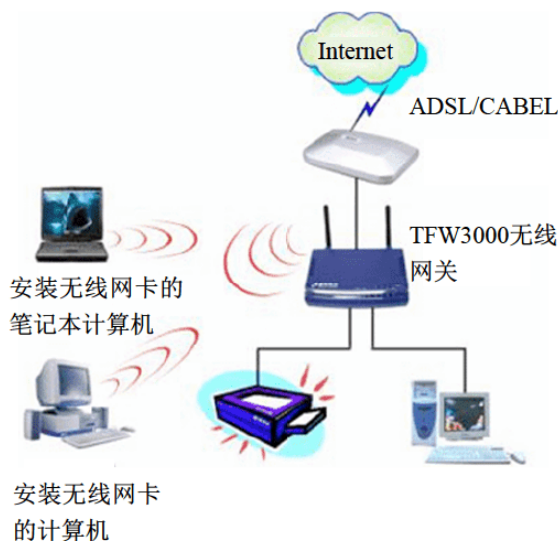 Internet
ADSL/CABEL
TFW3000无线
网关
安装无线网卡的
笔记本计算机
安装无线网卡
的计算机